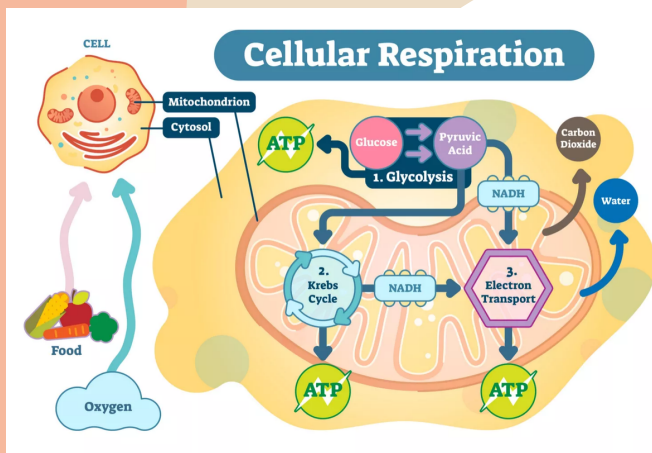 Cellular Respiration
CELL
Mitochondrion
Cytosol
ATP
Glucose
Pyruvic
Acid
1. Glycolysis
NADH
Carbon
Dioxide
Water
2.
Krebs
Cycle
NADH
3.
Electron
Transport
Food
Oxygen
ATP
ATP